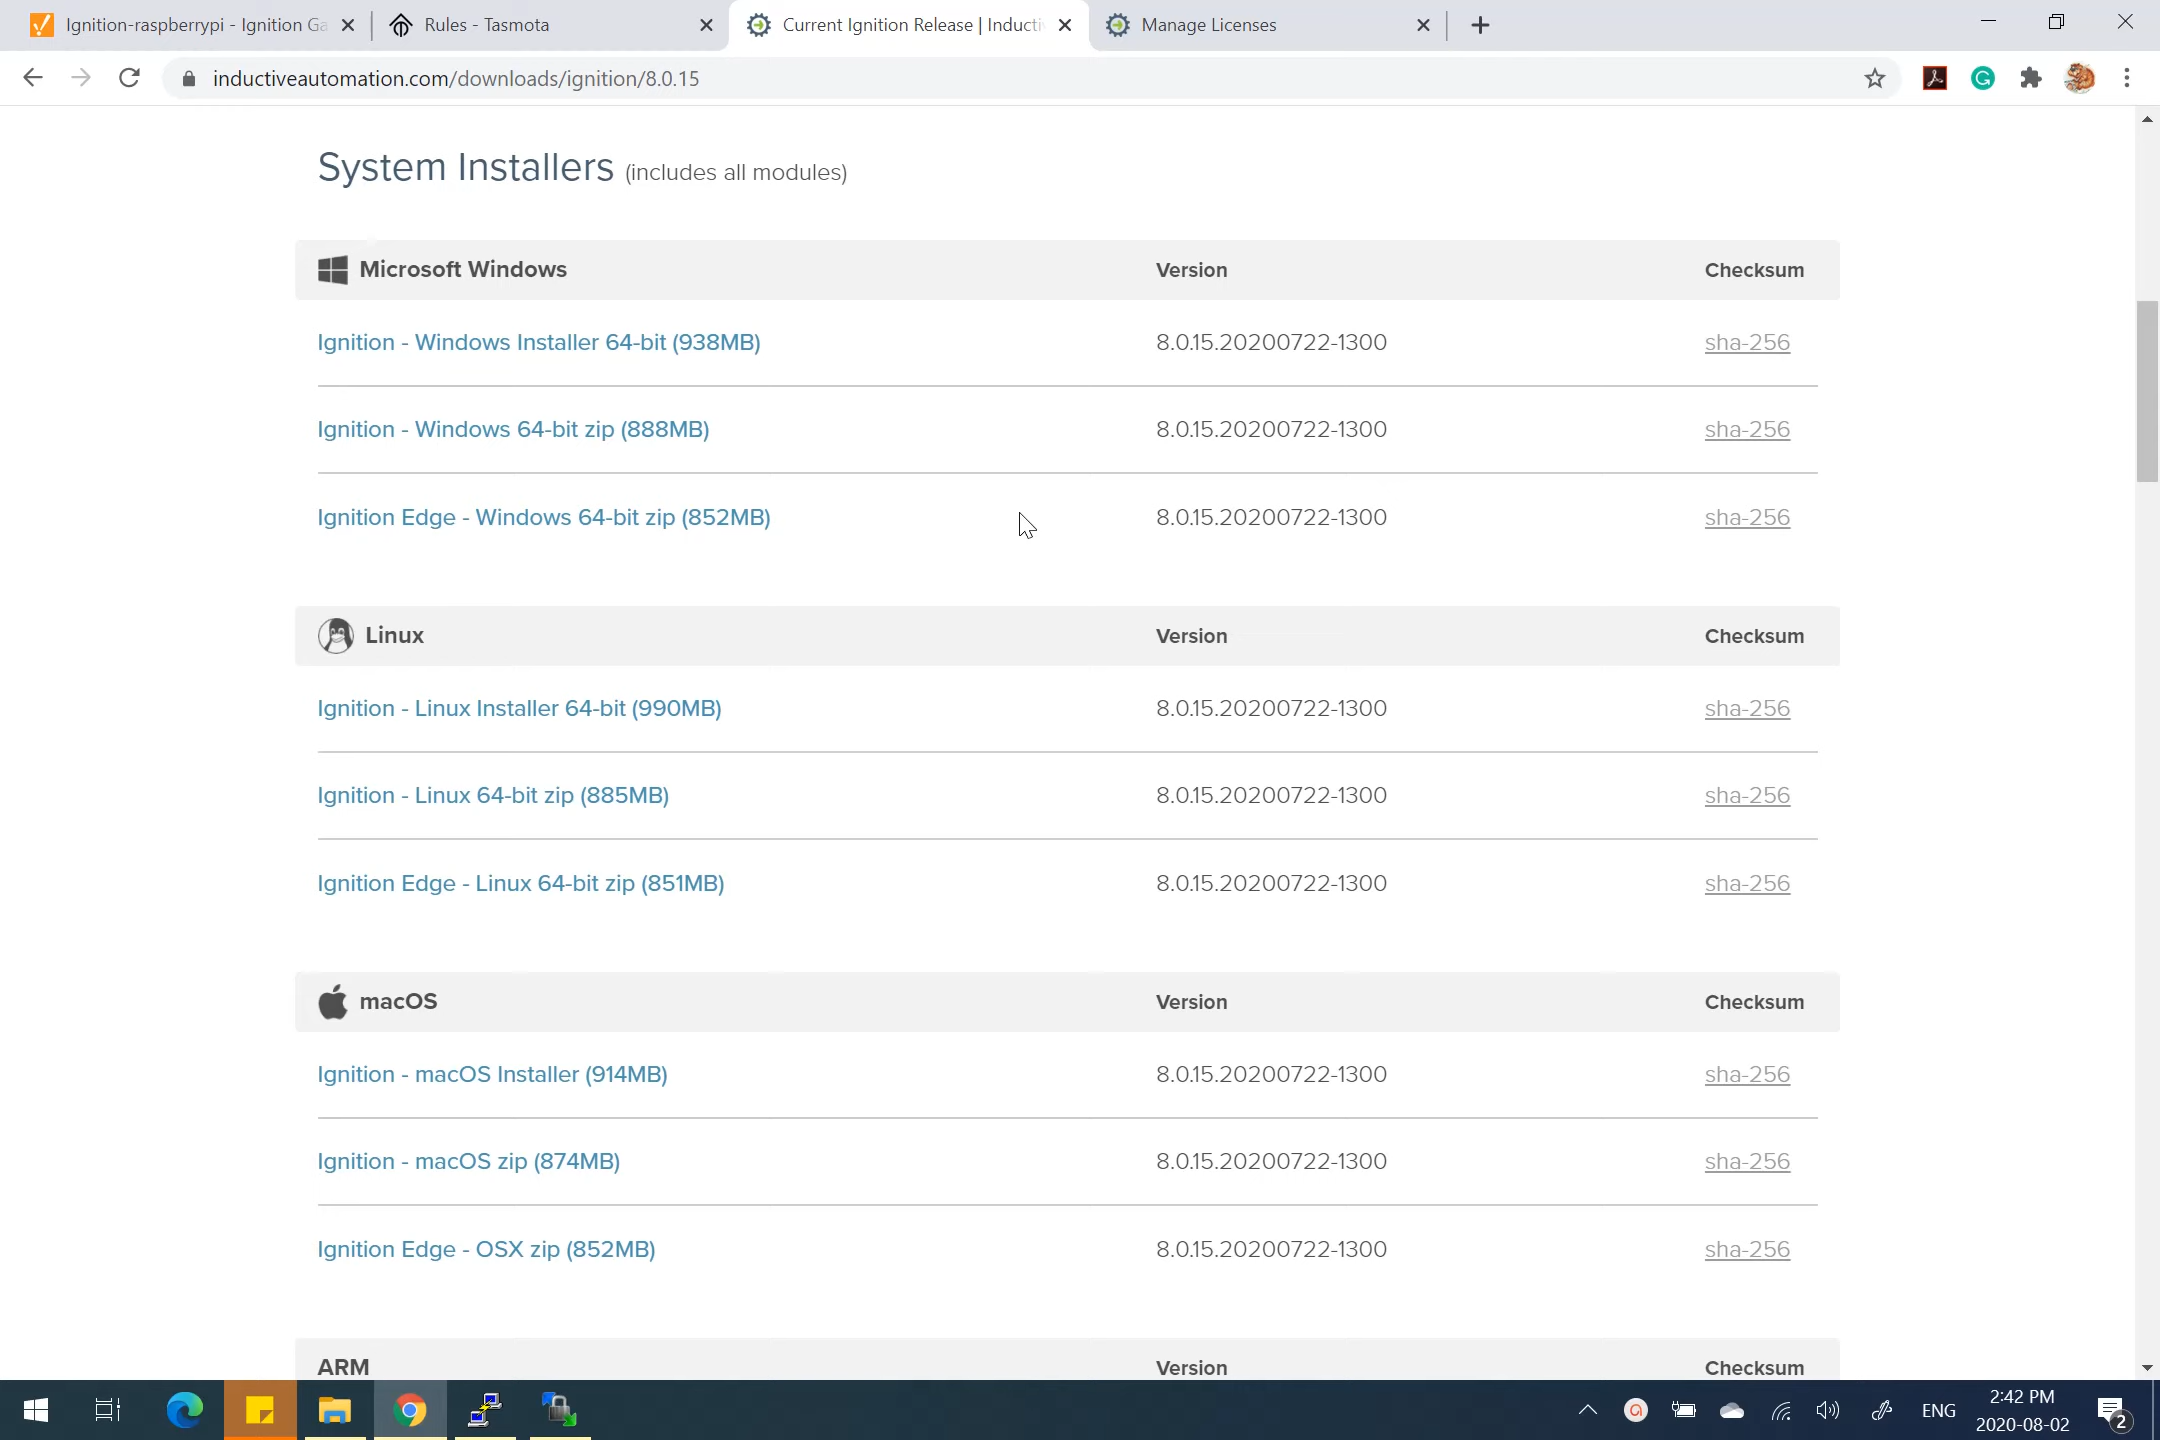 Ignition-raspberrypi - Ignition Ga
Rules - Tasmota
Current Ignition Release | Inducti
Manage Licenses
inductiveautomation.com/downloads/ignition/8.0.15
System Installers (includes all modules)
Microsoft Windows Version Checksum
Ignition - Windows Installer 64-bit (938MB) 8.0.15.20200722-1300 sha-256
Ignition - Windows 64-bit zip (888MB) 8.0.15.20200722-1300 sha-256
Ignition Edge - Windows 64-bit zip (852MB) 8.0.15.20200722-1300 sha-256
Linux Version Checksum
Ignition - Linux Installer 64-bit (990MB) 8.0.15.20200722-1300 sha-256
Ignition - Linux 64-bit zip (885MB) 8.0.15.20200722-1300 sha-256
Ignition Edge - Linux 64-bit zip (851MB) 8.0.15.20200722-1300 sha-256
macOS Version Checksum
Ignition - macOS Installer (914MB) 8.0.15.20200722-1300 sha-256
Ignition - macOS zip (874MB) 8.0.15.20200722-1300 sha-256
Ignition Edge - OSX zip (852MB) 8.0.15.20200722-1300 sha-256
ARM Version Checksum
ENG
2:42 PM
2020-08-02
2